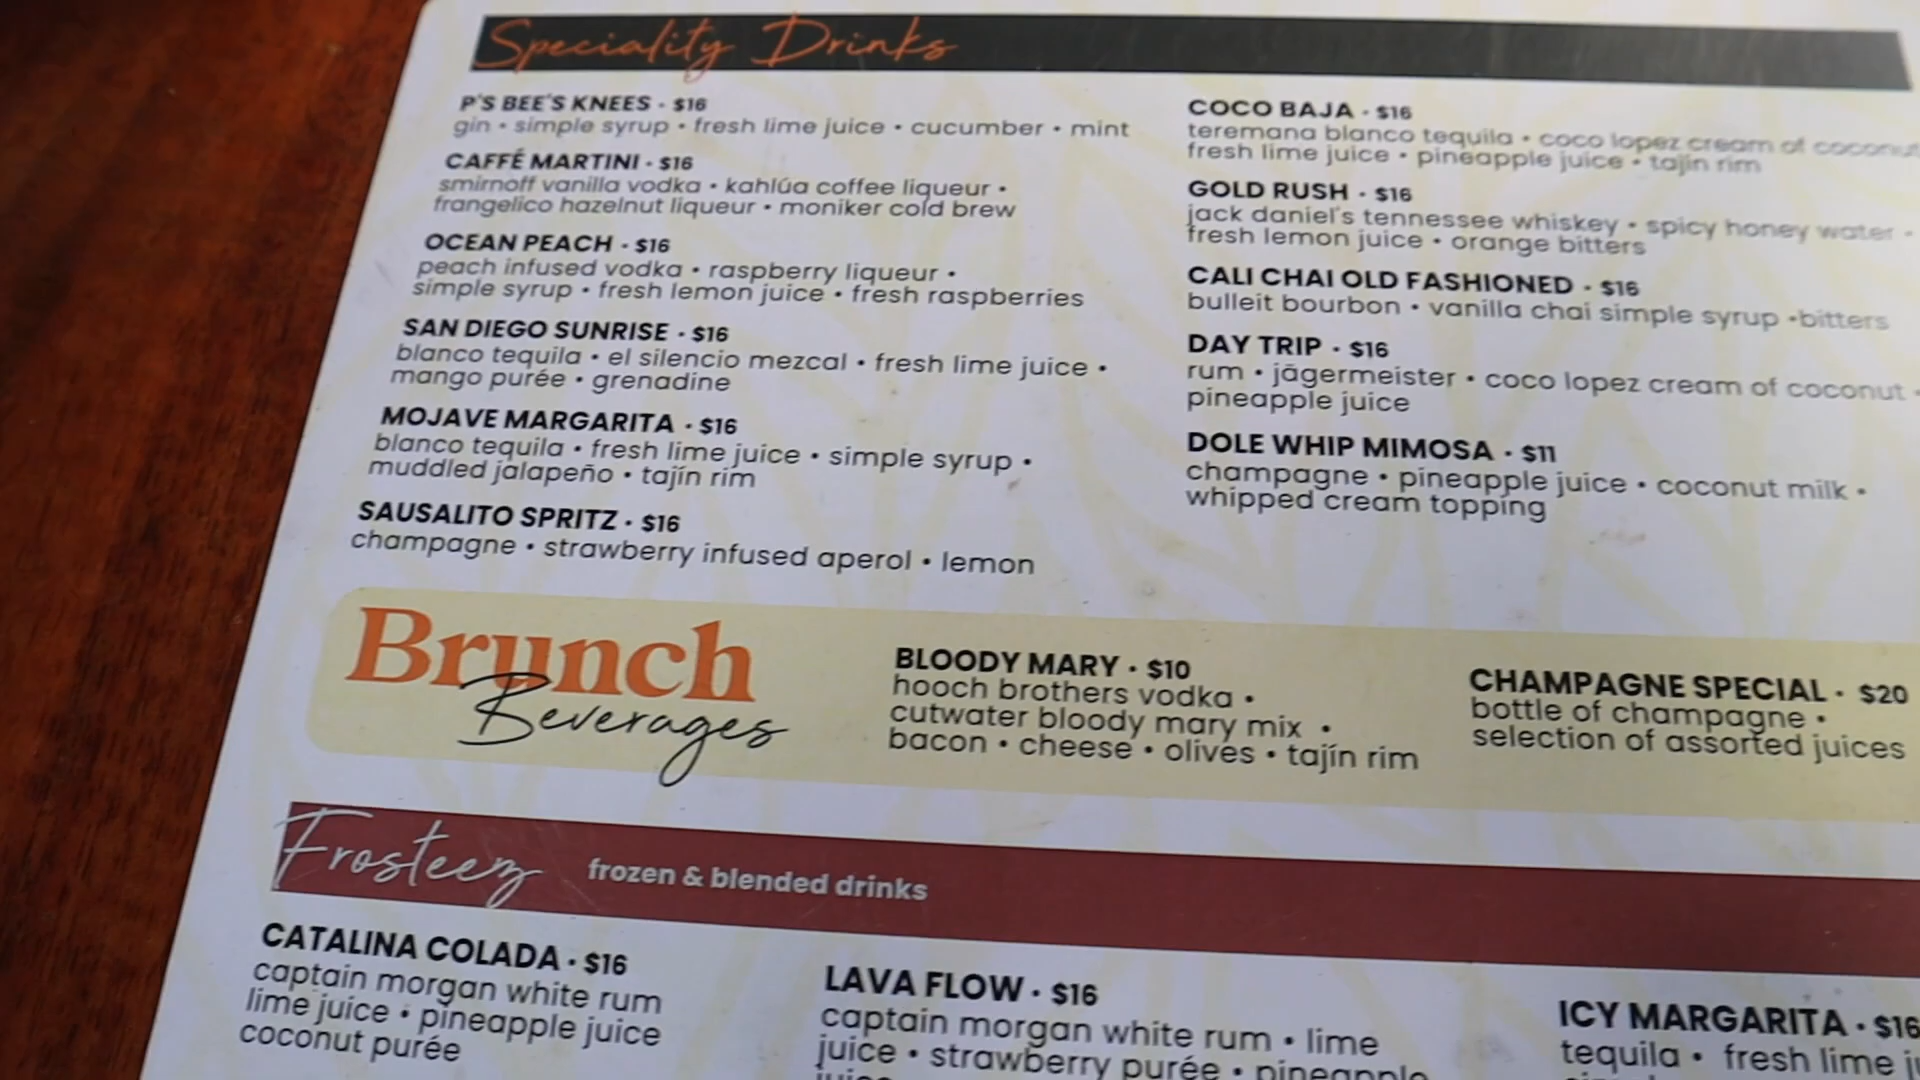 Speciality Drinks
P'S BEE'S KNEES · $16
gin • simple syrup • fresh lime juice • cucumber • mint
CAFFÉ MARTINI · $16
smirnoff vanilla vodka • kahlúa coffee liqueur •
frangelico hazelnut liqueur • moniker cold brew
OCEAN PEACH · $16
peach infused vodka • raspberry liqueur •
simple syrup • fresh lemon juice • fresh raspberries
SAN DIEGO SUNRISE · $16
blanco tequila • el silencio mezcal • fresh lime juice •
mango purée • grenadine
MOJAVE MARGARITA · $16
blanco tequila • fresh lime juice • simple syrup •
muddled jalapeño • tajín rim
SAUSALITO SPRITZ · $16
champagne • strawberry infused aperol • lemon
COCO BAJA · $16
teremana blanco tequila • coco lopez cream of coconut
fresh lime juice • pineapple juice • tajín rim
GOLD RUSH · $16
jack daniel's tennessee whiskey • spicy honey water •
fresh lemon juice • orange bitters
CALI CHAI OLD FASHIONED · $16
bulleit bourbon • vanilla chai simple syrup •bitters
DAY TRIP · $16
rum • jägermeister • coco lopez cream of coconut •
pineapple juice
DOLE WHIP MIMOSA · $11
champagne • pineapple juice • coconut milk •
whipped cream topping
Brunch
Beverages
BLOODY MARY · $10
hooch brothers vodka •
cutwater bloody mary mix •
bacon • cheese • olives • tajín rim
CHAMPAGNE SPECIAL · $20
bottle of champagne •
selection of assorted juices
Frosteez frozen & blended drinks
CATALINA COLADA · $16
captain morgan white rum
lime juice • pineapple juice
coconut purée
LAVA FLOW · $16
captain morgan white rum • lime
juice • strawberry purée • pineapple
ICY MARGARITA · $16
tequila • fresh lime